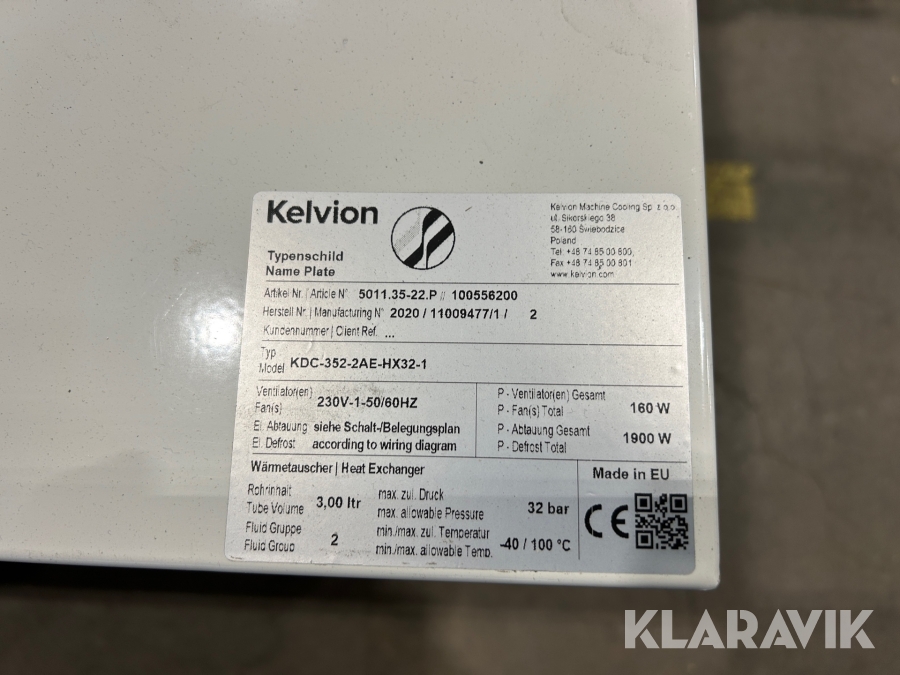 Kelvion
Kelvion Machine Cooling Sp. z o.o.
ul. Sikorskiego 38
58-160 Świebodzice
Poland
Tel. +48 74 85 00 800,
Fax +48 74 85 00 801
www.kelvion.com
Typenschild
Name Plate
Artikel Nr. | Article N° 5011.35-22.P // 100556200
Herstell Nr. | Manufacturing N° 2020 / 11009477/1 / 2
Kundennummer | Client Ref. ...
Typ
Model KDC-352-2AE-HX32-1
Ventilator(en)
Fan(s) 230V-1-50/60HZ
P - Ventilator(en) Gesamt
P - Fan(s) Total 160 W
El. Abtauung siehe Schalt-/Belegungsplan
El. Defrost according to wiring diagram
P - Abtauung Gesamt
P - Defrost Total 1900 W
Wärmetauscher | Heat Exchanger
Made in EU
Rohrinhalt
Tube Volume 3,00 ltr
max. zul. Druck
max. allowable Pressure 32 bar
Fluid Gruppe
Fluid Group 2
min./max. zul. Temperatur
min./max. allowable Temp. -40 / 100 °C
CE
KLARAVIK